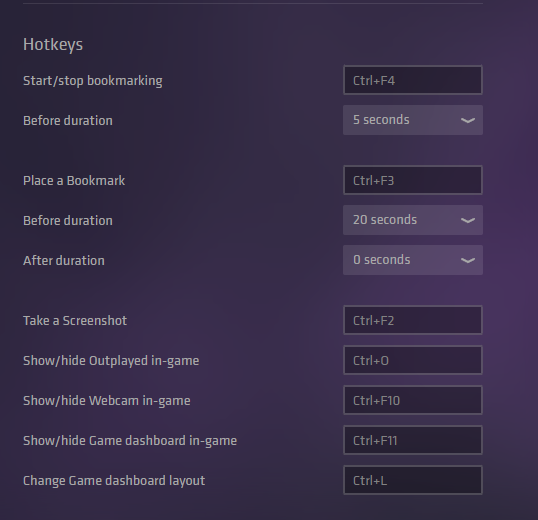 Hotkeys
Start/stop bookmarking Ctrl+F4
Before duration 5 seconds
Place a Bookmark Ctrl+F3
Before duration 20 seconds
After duration 0 seconds
Take a Screenshot Ctrl+F2
Show/hide Outplayed in-game Ctrl+O
Show/hide Webcam in-game Ctrl+F10
Show/hide Game dashboard in-game Ctrl+F11
Change Game dashboard layout Ctrl+L